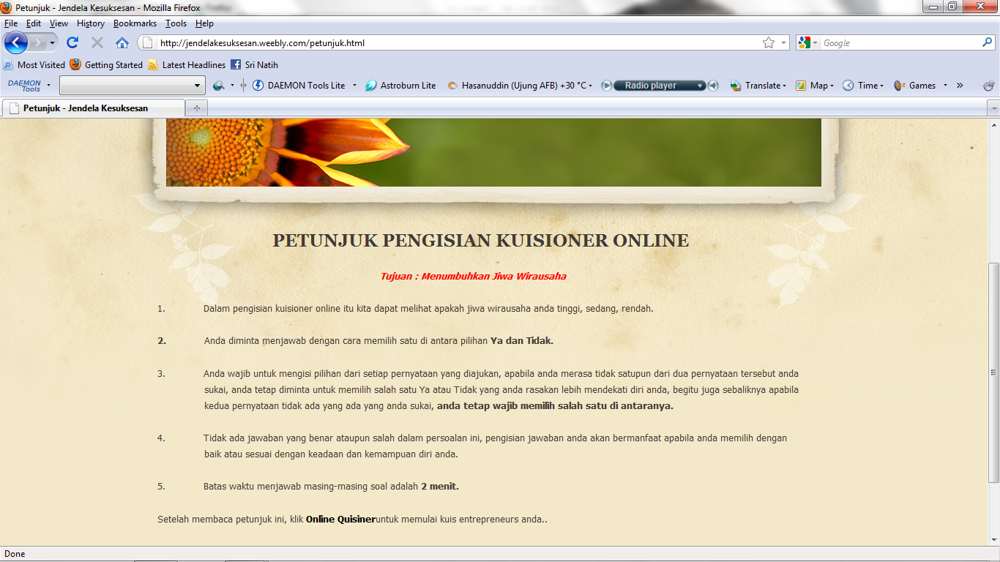 Petunjuk - Jendela Kesuksesan - Mozilla Firefox
File Edit View History Bookmarks Tools Help
http://jendelakesuksesan.weebly.com/petunjuk.html Google
Most Visited Getting Started Latest Headlines Sri Natih
DAEMON Tools DAEMON Tools Lite Astroburn Lite Hasanuddin (Ujung AFB) +30 °C Radio player Translate Map Time Games »
Petunjuk - Jendela Kesuksesan
PETUNJUK PENGISIAN KUISIONER ONLINE
Tujuan : Menumbuhkan Jiwa Wirausaha
1. Dalam pengisian kuisioner online itu kita dapat melihat apakah jiwa wirausaha anda tinggi, sedang, rendah.
2. Anda diminta menjawab dengan cara memilih satu di antara pilihan Ya dan Tidak.
3. Anda wajib untuk mengisi pilihan dari setiap pernyataan yang diajukan, apabila anda merasa tidak satupun dari dua pernyataan tersebut anda
sukai, anda tetap diminta untuk memilih salah satu Ya atau Tidak yang anda rasakan lebih mendekati diri anda, begitu juga sebaliknya apabila
kedua pernyataan tidak ada yang ada yang anda sukai, anda tetap wajib memilih salah satu di antaranya.
4. Tidak ada jawaban yang benar ataupun salah dalam persoalan ini, pengisian jawaban anda akan bermanfaat apabila anda memilih dengan
baik atau sesuai dengan keadaan dan kemampuan diri anda.
5. Batas waktu menjawab masing-masing soal adalah 2 menit.
Setelah membaca petunjuk ini, klik Online Quisineruntuk memulai kuis entrepreneurs anda..
Done